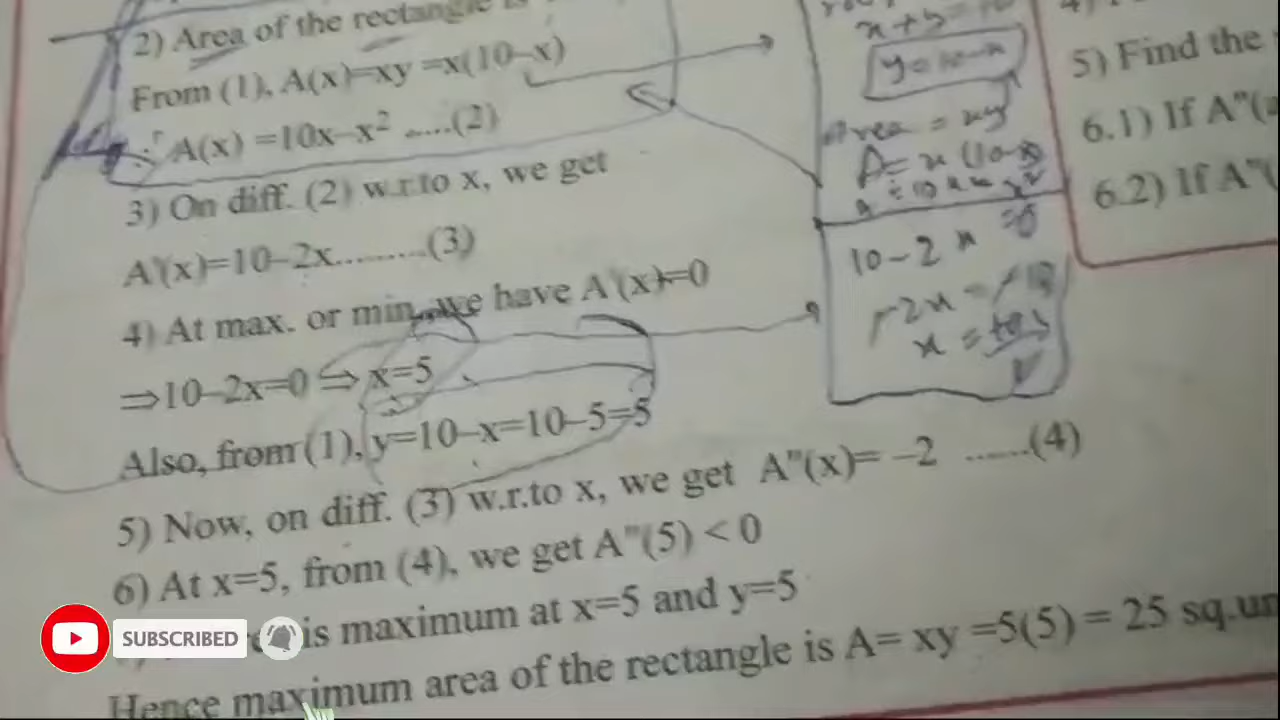 2) Area of the rectangle is
From (1), A(x)=xy =x(10–x)
∴ A(x) =10x–x² .....(2)
3) On diff. (2) w.r.to x, we get
A'(x)=10–2x.........(3)
4) At max. or min., we have A'(x)=0
⇒10–2x=0 ⇒ x=5
Also, from (1), y=10–x=10–5=5
5) Now, on diff. (3) w.r.to x, we get A"(x)= –2 ......(4)
6) At x=5, from (4), we get A"(5) < 0
is maximum at x=5 and y=5
Hence maximum area of the rectangle is A= xy =5(5) = 25 sq.un
y=10-x
Area = xy
A= x (10-x)
10-2x =0
-2x = -10
x =
5) Find the
6.1) If A"(
6.2) If A"(
SUBSCRIBED